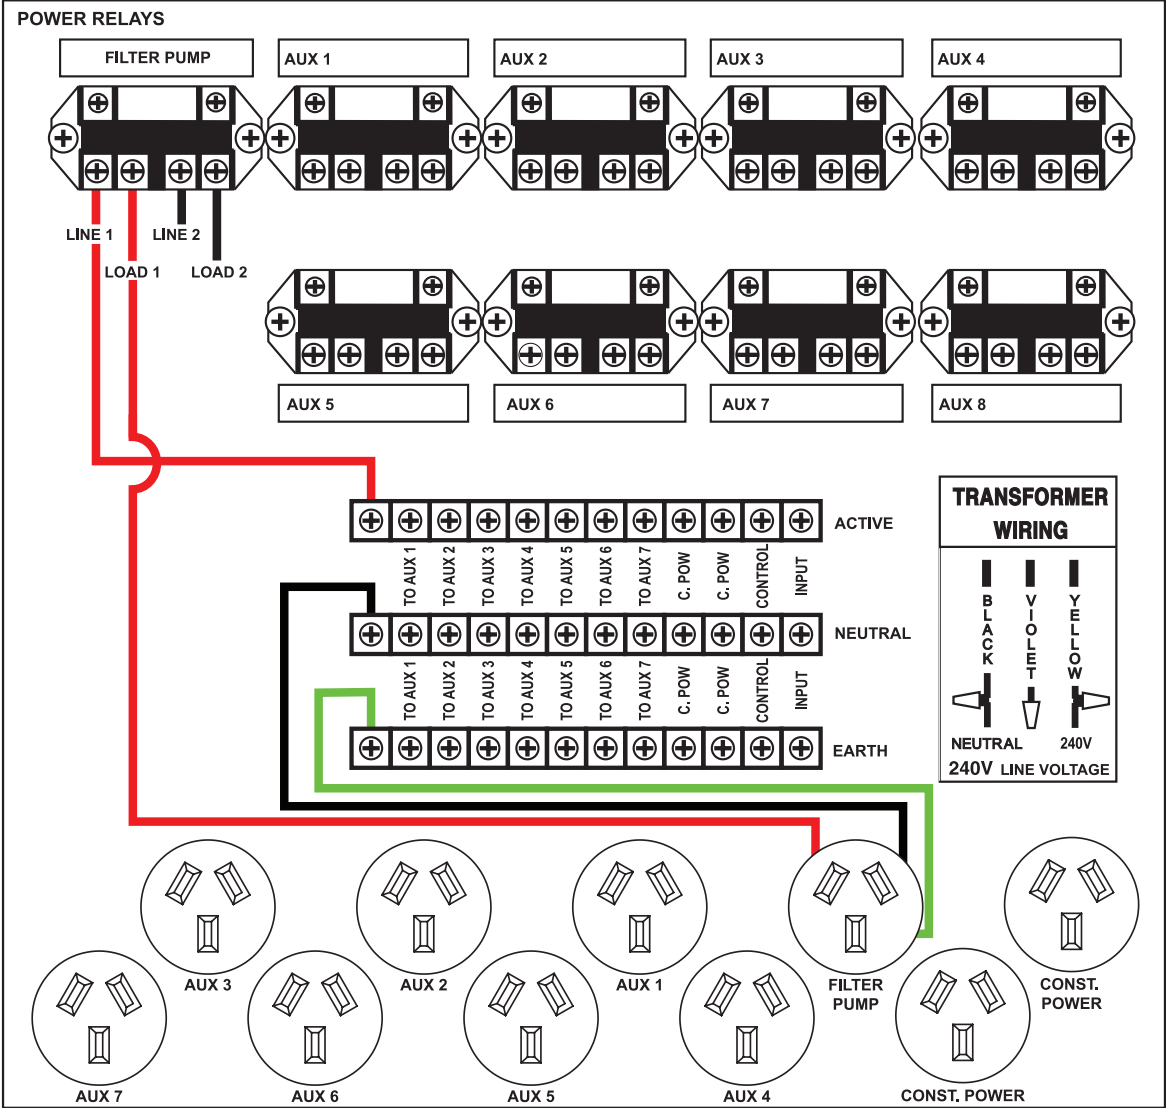 POWER RELAYS
FILTER PUMP
AUX 1
AUX 2
AUX 3
AUX 4
LINE 1
LINE 2
LOAD 1
LOAD 2
AUX 5
AUX 6
AUX 7
AUX 8
ACTIVE
TO AUX 1
TO AUX 2
TO AUX 3
TO AUX 4
TO AUX 5
TO AUX 6
TO AUX 7
C. POW
C. POW
CONTROL
INPUT
NEUTRAL
TO AUX 1
TO AUX 2
TO AUX 3
TO AUX 4
TO AUX 5
TO AUX 6
TO AUX 7
C. POW
C. POW
CONTROL
INPUT
EARTH
TRANSFORMER
WIRING
BLACK
VIOLET
YELLOW
NEUTRAL
240V
240V LINE VOLTAGE
AUX 3
AUX 2
AUX 1
FILTER
PUMP
CONST.
POWER
AUX 7
AUX 6
AUX 5
AUX 4
CONST. POWER